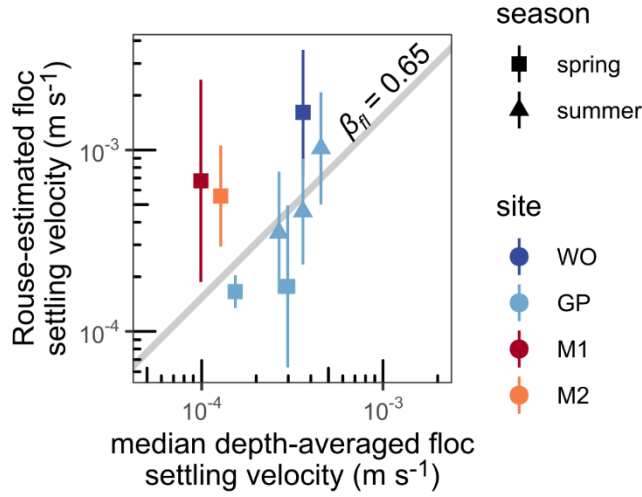 season
spring
summer
site
WO
GP
M1
M2
Rouse-estimated floc
settling velocity (m s⁻¹)
10⁻³
10⁻⁴
βfl = 0.65
10⁻⁴
10⁻³
median depth-averaged floc
settling velocity (m s⁻¹)